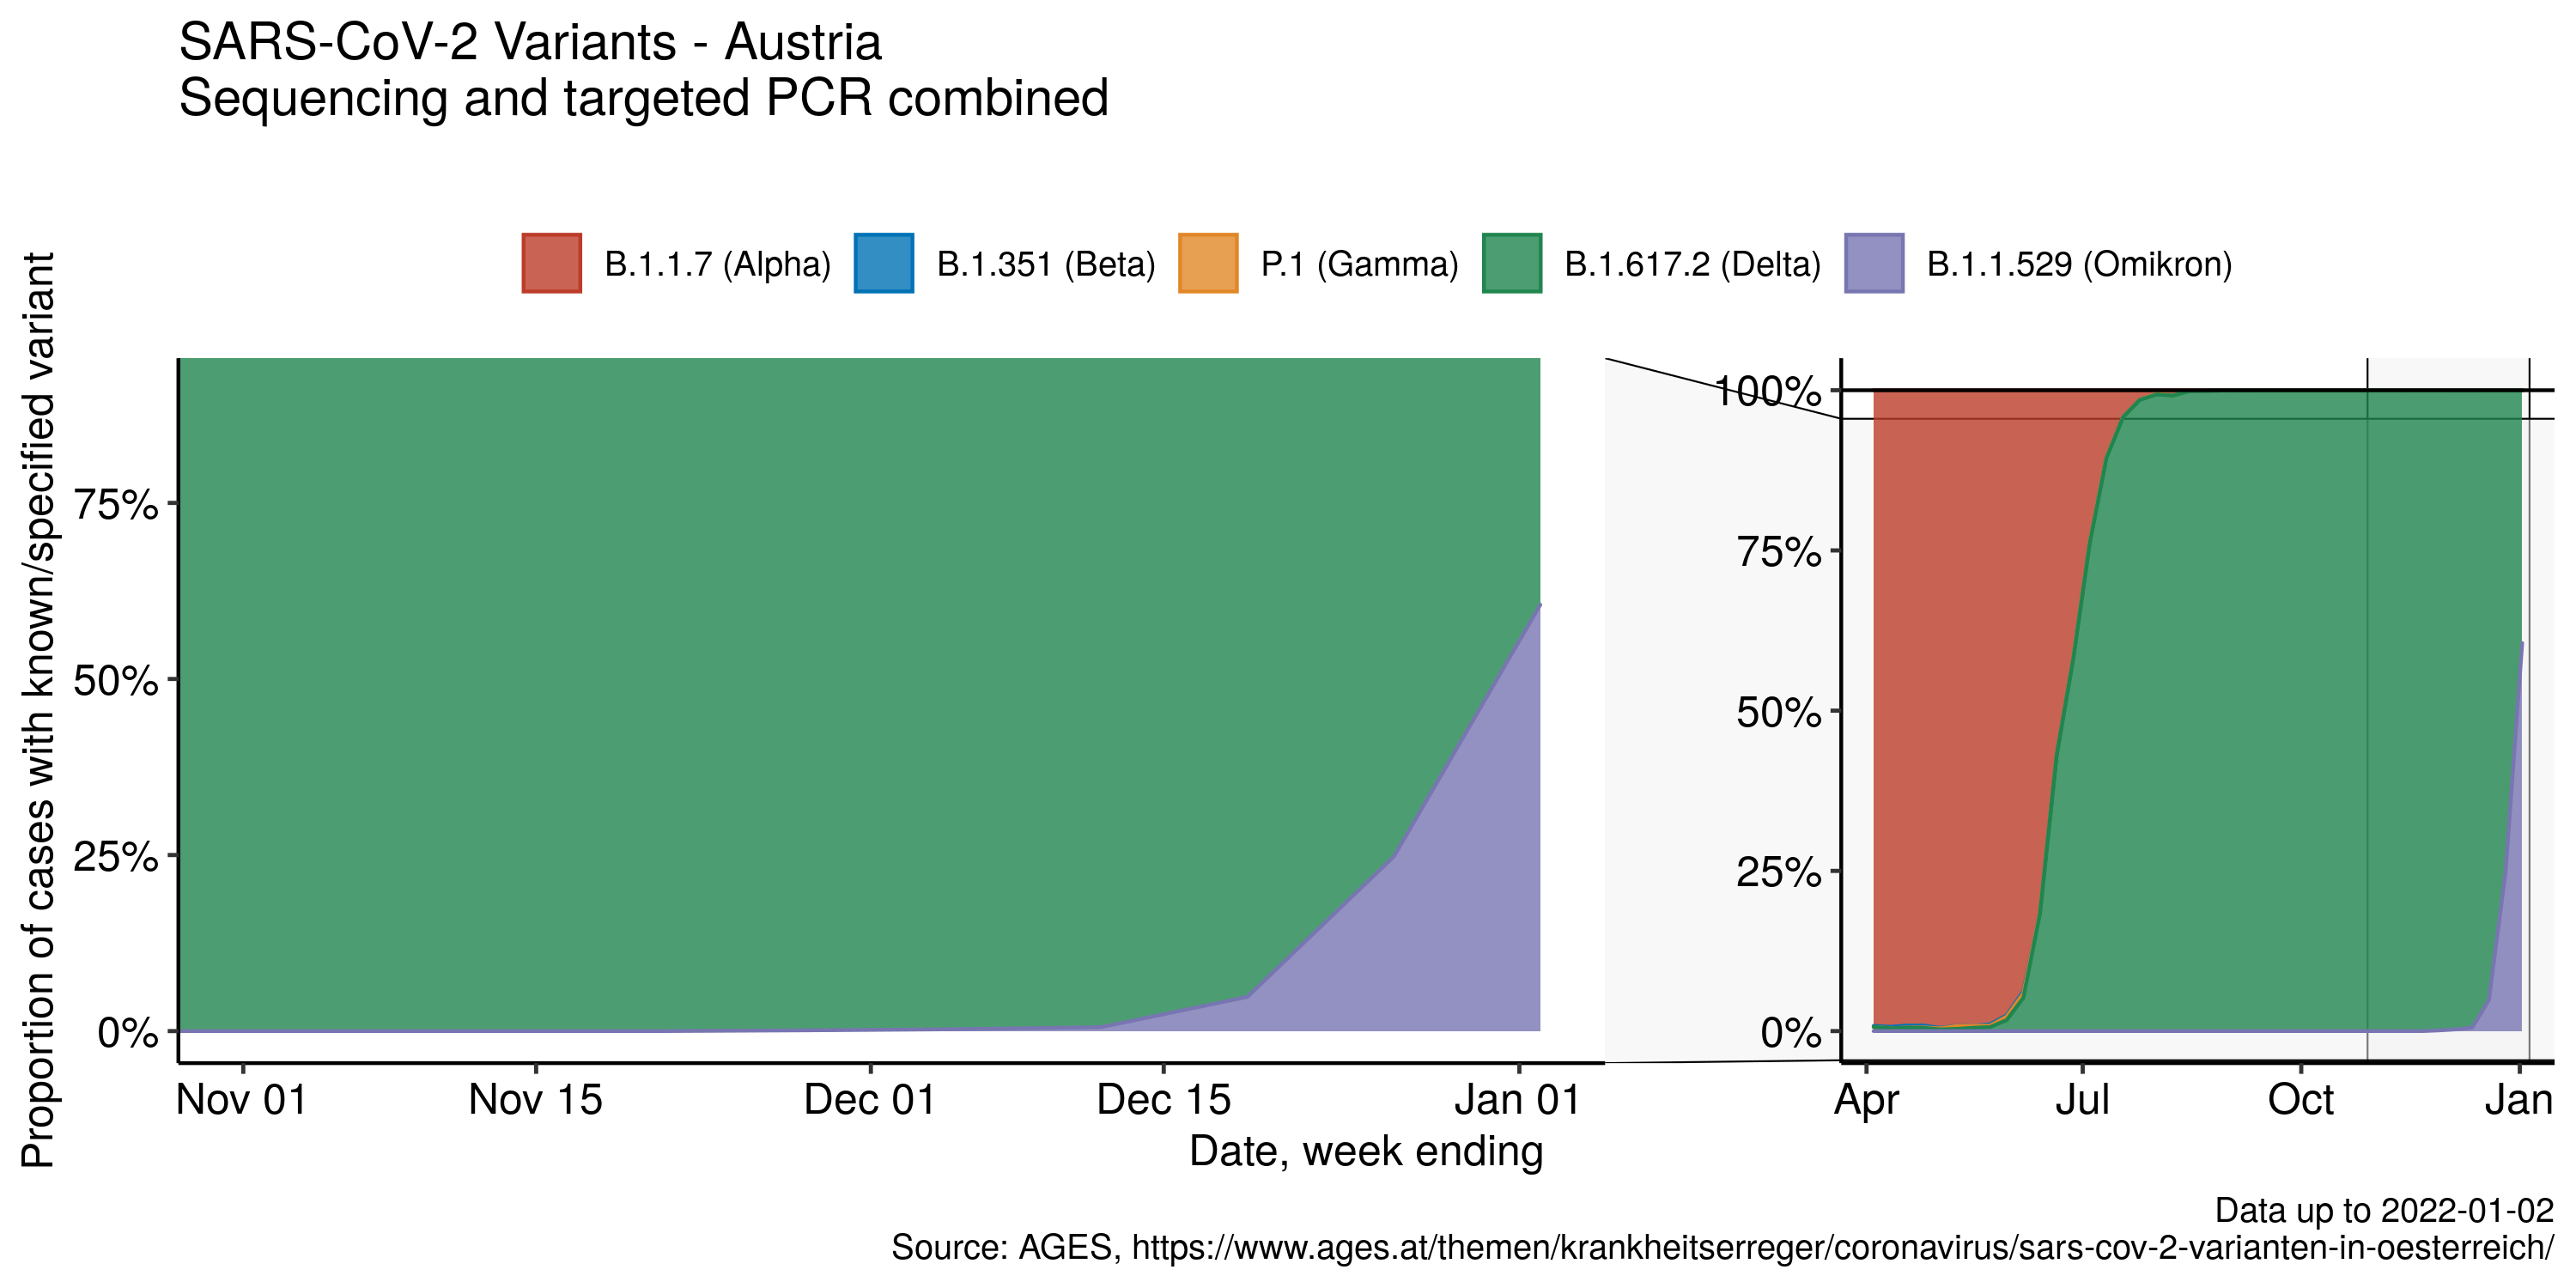 SARS-CoV-2 Variants - Austria
Sequencing and targeted PCR combined
B.1.1.7 (Alpha) B.1.351 (Beta) P.1 (Gamma) B.1.617.2 (Delta) B.1.1.529 (Omikron)
Proportion of cases with known/specified variant
75%
50%
25%
0%
Nov 01 Nov 15 Dec 01 Dec 15 Jan 01
100%
75%
50%
25%
0%
Apr Jul Oct Jan
Date, week ending
Data up to 2022-01-02
Source: AGES, https://www.ages.at/themen/krankheitserreger/coronavirus/sars-cov-2-varianten-in-oesterreich/